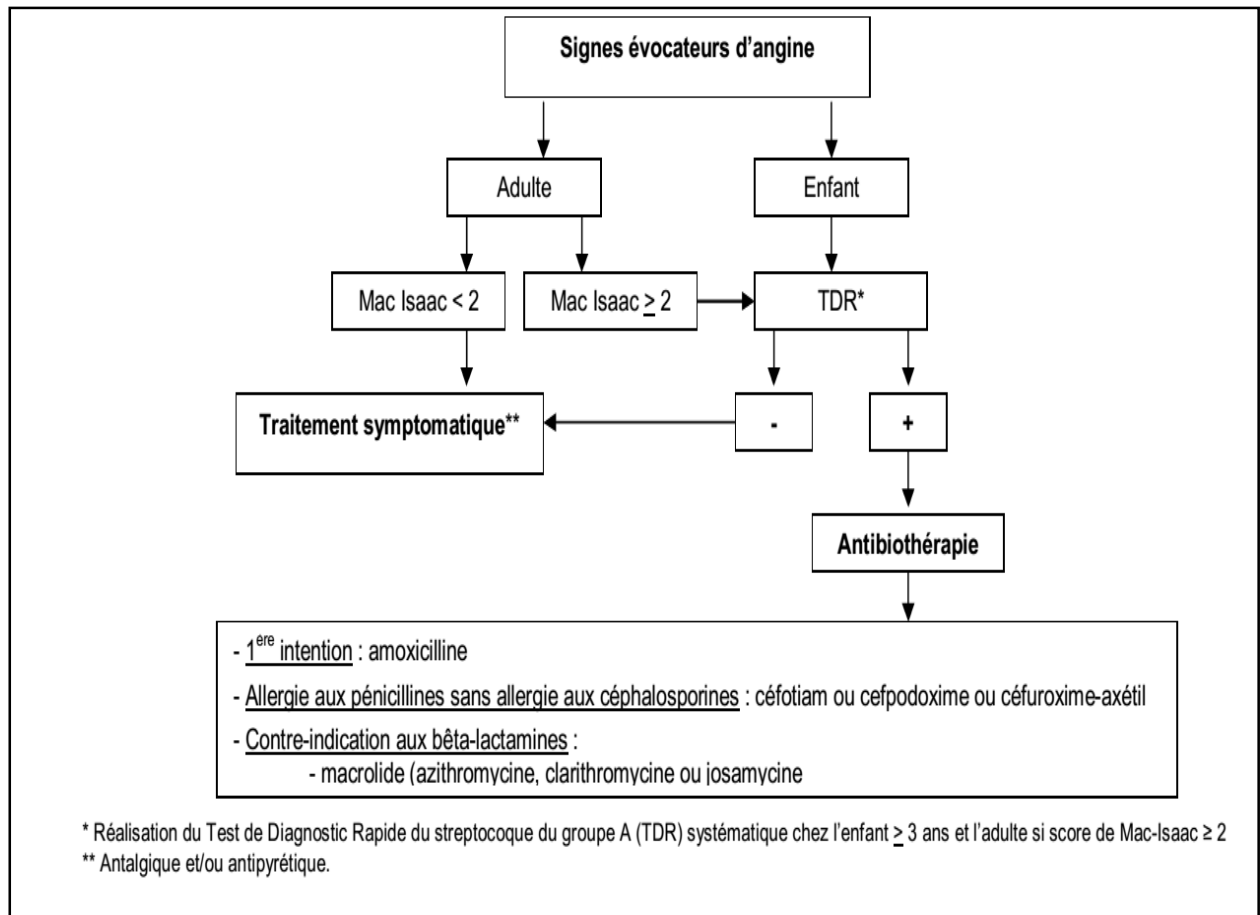 Signes évocateurs d'angine
Adulte
Enfant
Mac Isaac < 2
Mac Isaac ≥ 2
TDR*
Traitement symptomatique**
-
+
Antibiothérapie
- 1ere intention : amoxicilline
- Allergie aux pénicillines sans allergie aux céphalosporines : céfotiam ou cefpodoxime ou céfuroxime-axétil
- Contre-indication aux bêta-lactamines :
- macrolide (azithromycine, clarithromycine ou josamycine
* Réalisation du Test de Diagnostic Rapide du streptocoque du groupe A (TDR) systématique chez l'enfant ≥ 3 ans et l'adulte si score de Mac-Isaac ≥ 2
** Antalgique et/ou antipyrétique.